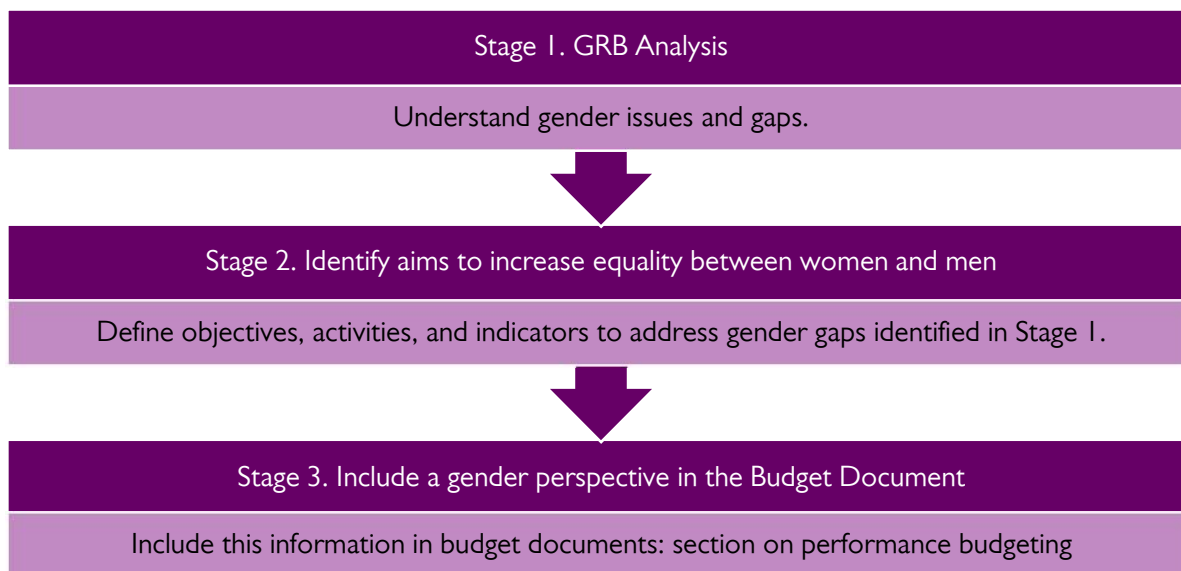 Stage 1. GRB Analysis
Understand gender issues and gaps.
Stage 2. Identify aims to increase equality between women and men
Define objectives, activities, and indicators to address gender gaps identified in Stage 1.
Stage 3. Include a gender perspective in the Budget Document
Include this information in budget documents: section on performance budgeting